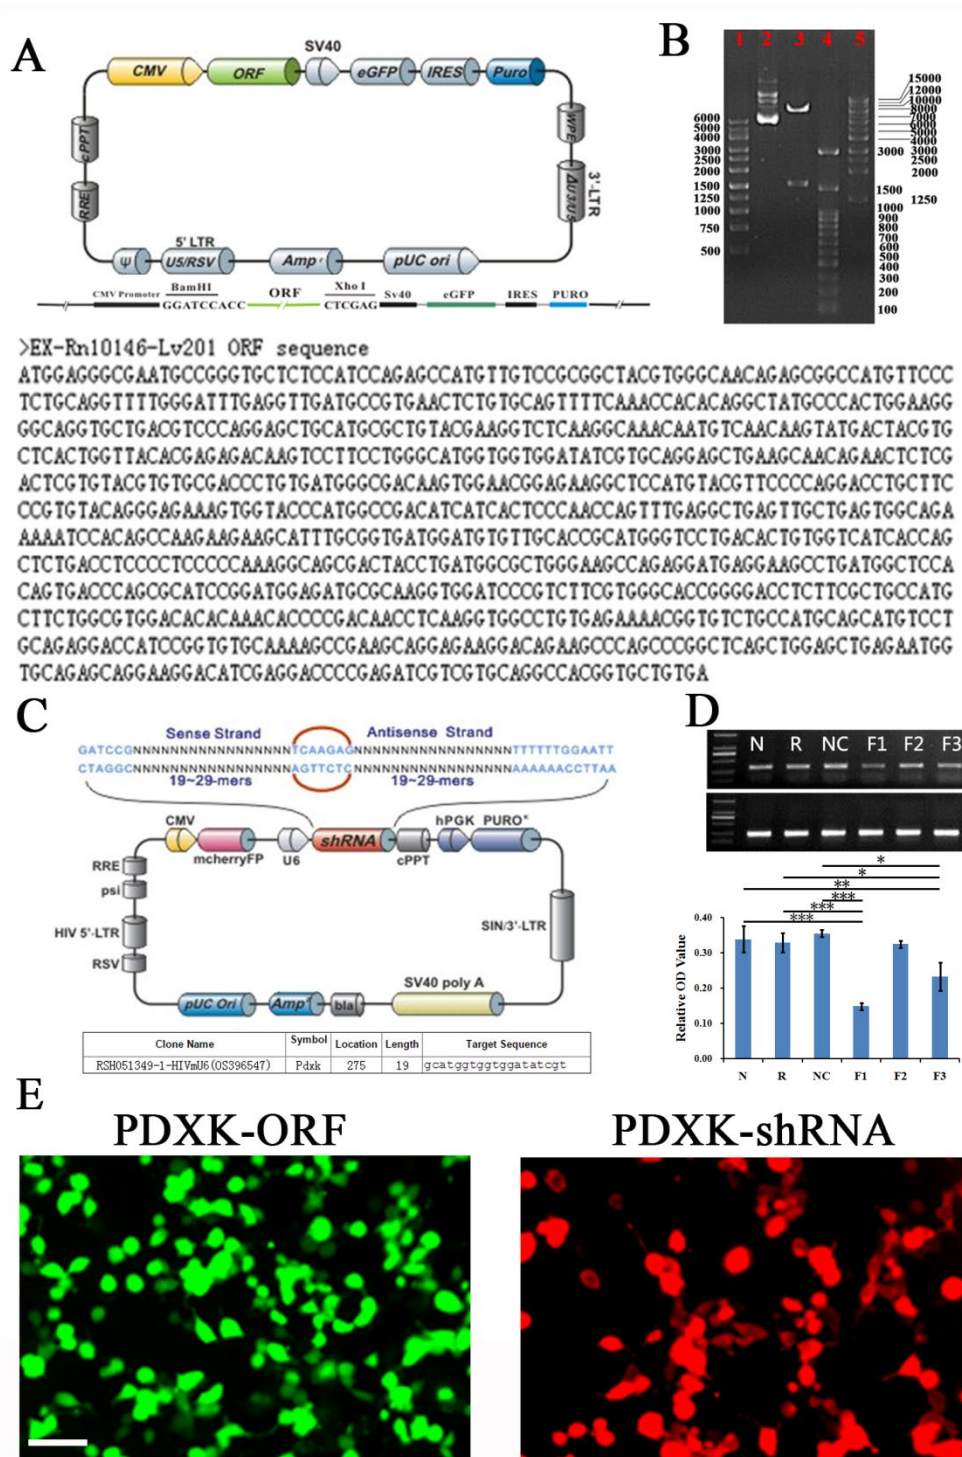 A
SV40
CMV
ORF
eGFP
IRES
Puro
cPPT
RRE
WPE
ΔU3/U5
3'-LTR
5' LTR
Ψ
U5/RSV
Amp r
pUC ori
BamHI
Xho I
CMV Promoter
GGATCCACC
ORF
CTCGAG
Sv40
eGFP
IRES
PURO
B
1 2 3 4 5
6000
5000
4000
3000
2500
2000
1500
1250
1000
750
500
3000
1500
1000
900
800
700
600
500
400
300
200
100
15000
12000
10000
8000
7000
6000
5000
4000
3000
2500
2000
1250
>EX-Rn10146-Lv201 ORF sequence
ATGGAGGGCGAATGCCGGGTGCTCTCCATCCAGAGCCATGTTGTCCGCGGCTACGTGGGCAACAGAGCGGCCATGTTCCC
TCTGCAGGTTTTGGGATTTGAGGTTGATGCCGTGAACTCTGTGCAGTTTTCAAACCACACAGGCTATGCCCACTGGAAGG
GGCAGGTGCTGACGTCCCAGGAGCTGCATGCGCTGTACGAAGGTCTCAAGGCAAACAATGTCAACAAGTATGACTACGTG
CTCACTGGTTACACGAGAGACAAGTCCTTCCTGGGCATGGTGGTGGATATCGTGCAGGAGCTGAAGCAACAGAACTCTCG
ACTCGTGTACGTGTGCGACCCTGTGATGGGCGACAAGTGGAACGGAGAAGGCTCCATGTACGTTCCCCAGGACCTGCTTC
CCGTGTACAGGGAGAAAGTGGTACCCATGGCCGACATCATCACTCCCAACCAGTTTGAGGCTGAGTTGCTGAGTGGCAGA
AAAATCCACAGCCAAGAAGAAGCATTTGCGGTGATGGATGTGTTGCACCGCATGGGTCCTGACACTGTGGTCATCACCAG
CTCTGACCTCCCCTCCCCCAAAGGCAGCGACTACCTGATGGCGCTGGGAAGCCAGAGGATGAGGAAGCCTGATGGCTCCA
CAGTGACCCAGCGCATCCGGATGGAGATGCGCAAGGTGGATCCCGTCTTCGTGGGCACCGGGGACCTCTTCGCTGCCATG
CTTCTGGCGTGGACACACAAACACCCCGACAACCTCAAGGTGGCCTGTGAGAAAACGGTGTCTGCCATGCAGCATGTCCT
GCAGAGGACCATCCGGTGTGCAAAAGCCGAAGCAGGAGAAGGACAGAAGCCCAGCCCGGCTCAGCTGGAGCTGAGAATGG
TGCAGAGCAGGAAGGACATCGAGGACCCCGAGATCGTCGTGCAGGCCACGGTGCTGTGA
C
Sense Strand Antisense Strand
GATCCGNNNNNNNNNNNNNNNNNTCAAGAGNNNNNNNNNNNNNNNNNTTTTTTGGAATT
CTAGGCNNNNNNNNNNNNNNNNNAGTTCTCNNNNNNNNNNNNNNNNNAAAAAACCTTAA
19~29-mers 19~29-mers
CMV
hPGK PURO*
shRNA
mcherryFP
U6
cPPT
RRE
psi
HIV 5'-LTR
RSV
SIN/3'-LTR
SV40 poly A
pUC Ori
Ampr
bla
Clone Name Symbol Location Length Target Sequence
RSH051349-1-HIVmU6(OS396547) Pdxk 275 19 gcatggtggtggatatcgt
D
N R NC F1 F2 F3
*
*
**
***
***
***
0.40
0.30
0.20
0.10
0.00
Relative OD Value
N R NC F1 F2 F3
E
PDXK-ORF PDXK-shRNA